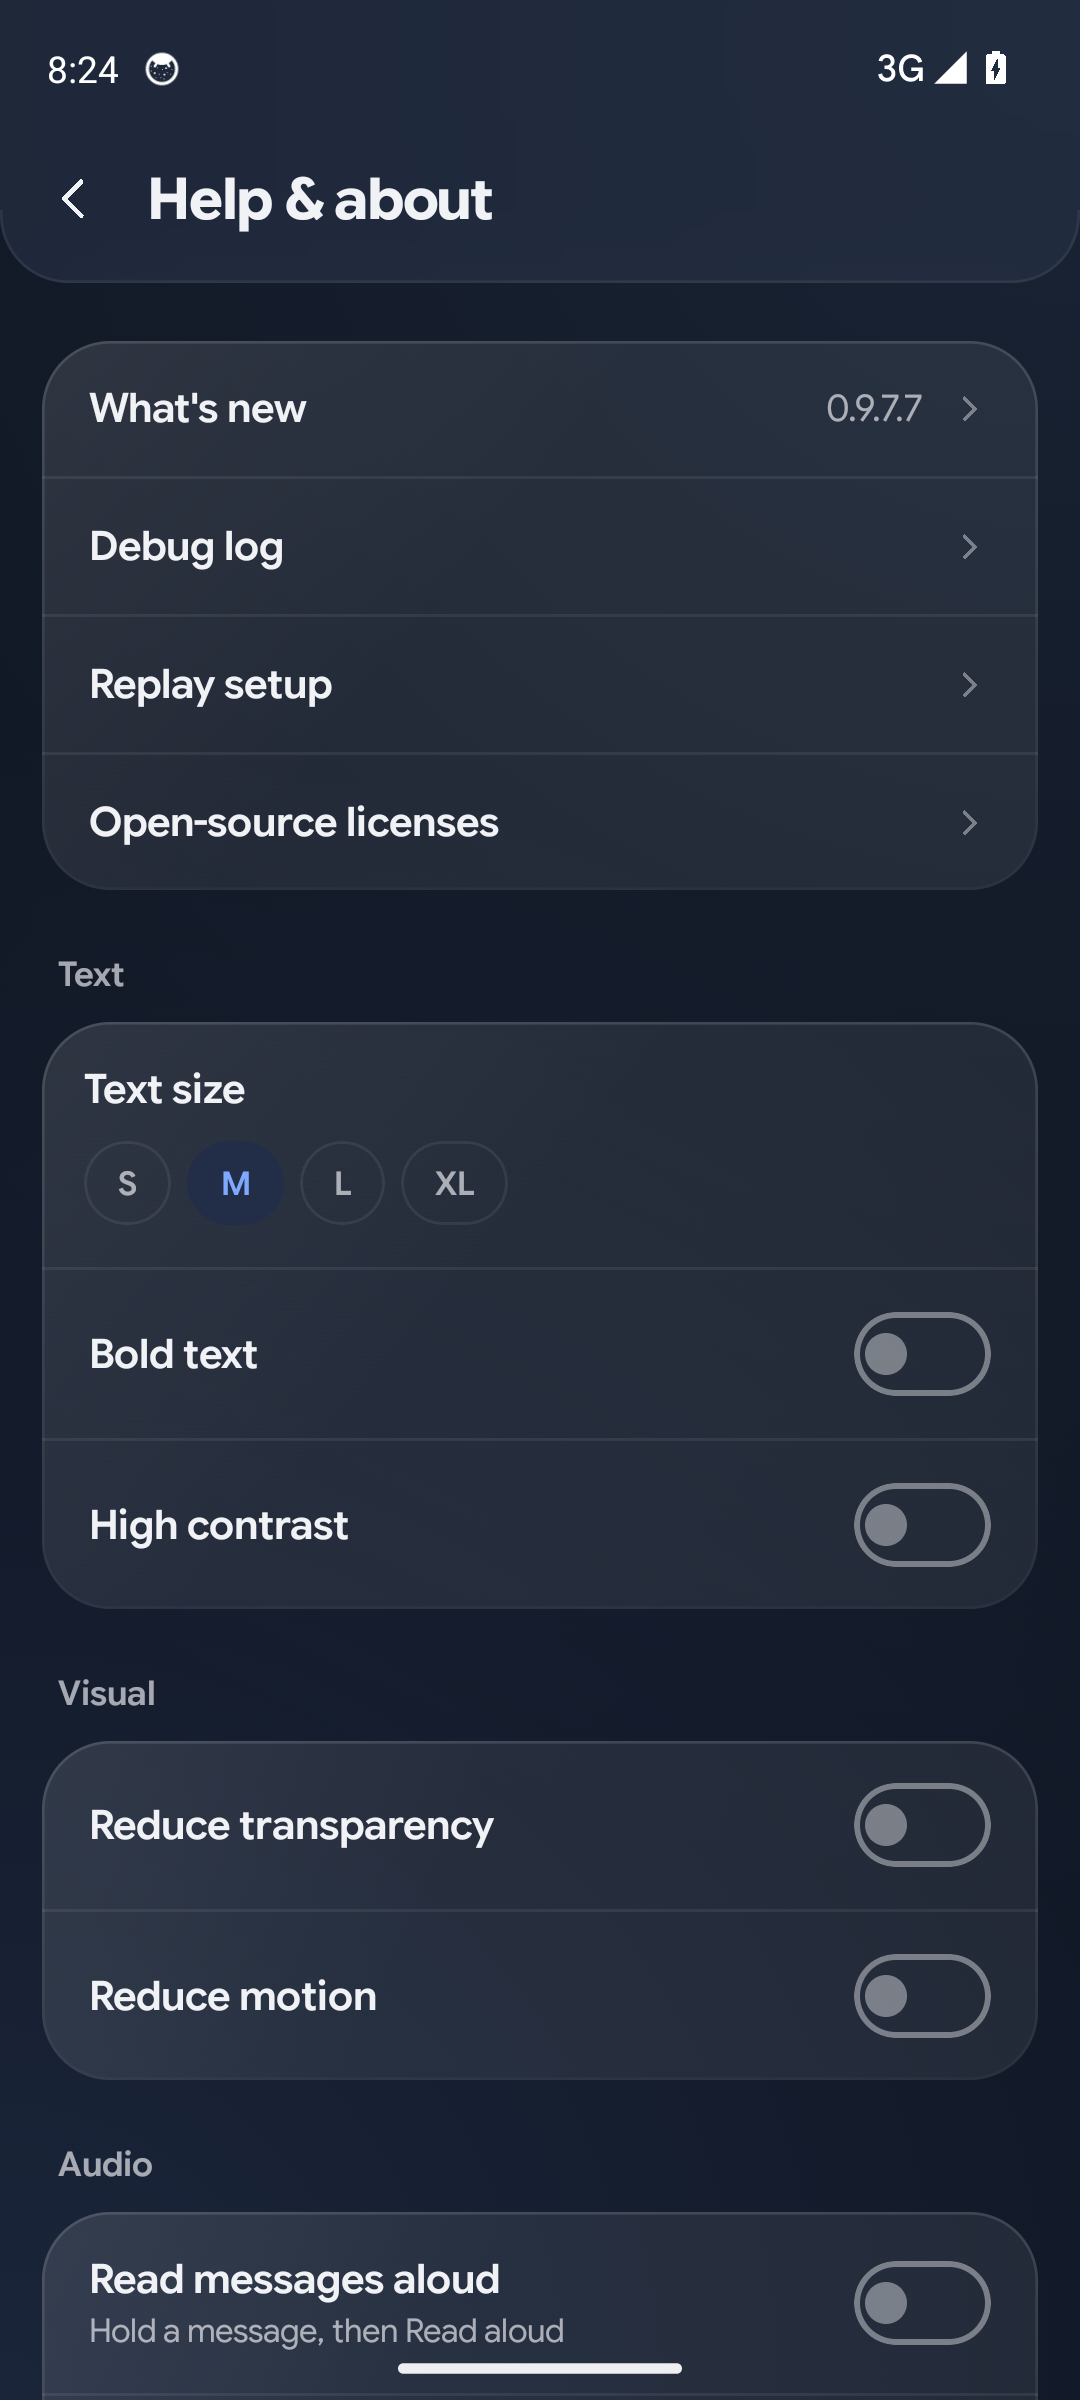 8:24
3G
Help & about
What's new
0.9.7.7
Debug log
Replay setup
Open-source licenses
Text
Text size
S
M
L
XL
Bold text
High contrast
Visual
Reduce transparency
Reduce motion
Audio
Read messages aloud
Hold a message, then Read aloud